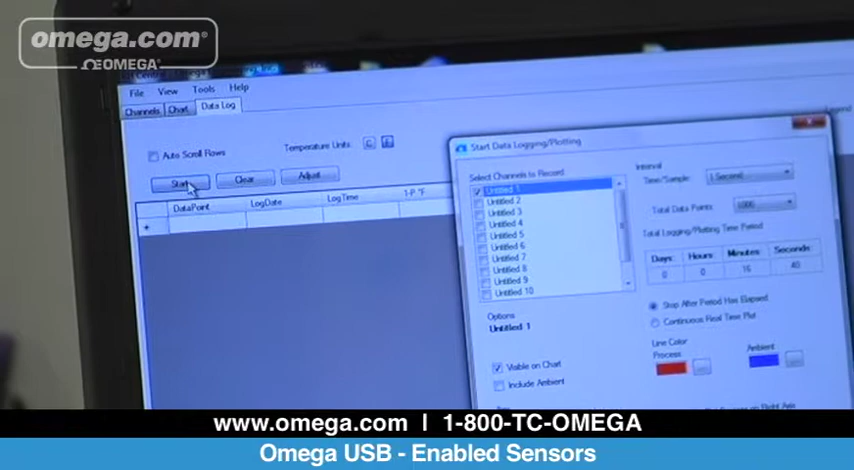 omega.com®
ΩOMEGA®
File View Tools Help
Channels Chart Data Log
Auto Scroll Rows
Temperature Units: C F
Start Clear Adjust
DataPoint LogDate LogTime 1-P °F
Start Data Logging/Plotting
Select Channels to Record
Untitled 1
Untitled 2
Untitled 3
Untitled 4
Untitled 5
Untitled 6
Untitled 7
Untitled 8
Untitled 9
Untitled 10
Options
Untitled 1
Visible on Chart
Include Ambient
Interval
Time/Sample: 1 Second
Total Data Points: 1000
Total Logging/Plotting Time Period
Days: Hours: Minutes: Seconds:
0 0 16 40
Stop After Period Has Elapsed
Continuous Real Time Plot
Line Color
Process Ambient
Legend
www.omega.com | 1-800-TC-OMEGA
Omega USB - Enabled Sensors